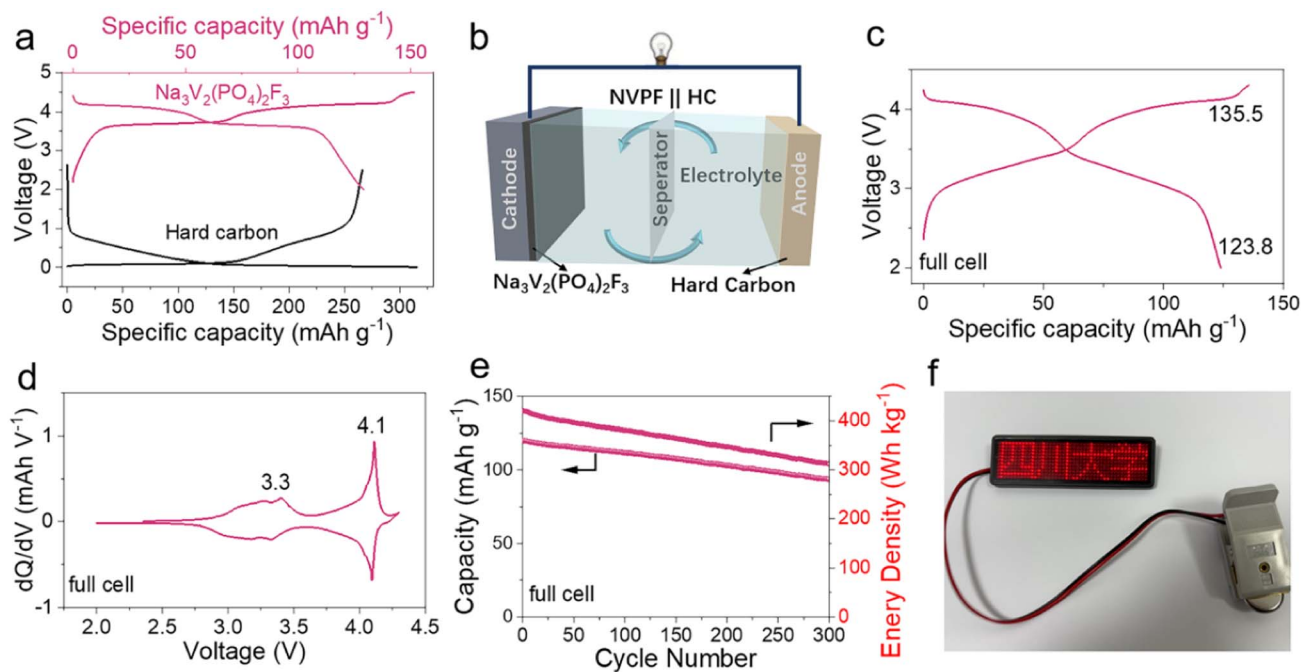 a
Specific capacity (mAh g⁻¹)
0 50 100 150
Na₃V₂(PO₄)₂F₃
Hard carbon
Voltage (V)
5
4
3
2
1
0
0 50 100 150 200 250 300
Specific capacity (mAh g⁻¹)
b
NVPF || HC
Cathode
Seperator
Electrolyte
Anode
Na₃V₂(PO₄)₂F₃
Hard Carbon
c
Voltage (V)
4
3
2
135.5
123.8
full cell
0 50 100 150
Specific capacity (mAh g⁻¹)
d
dQ/dV (mAh V⁻¹)
1
0
-1
4.1
3.3
full cell
2.0 2.5 3.0 3.5 4.0 4.5
Voltage (V)
e
Capacity (mAh g⁻¹)
150
125
100
75
50
25
0
Enery Density (Wh kg⁻¹)
400
300
200
100
0
full cell
0 50 100 150 200 250 300
Cycle Number
f
四川大学